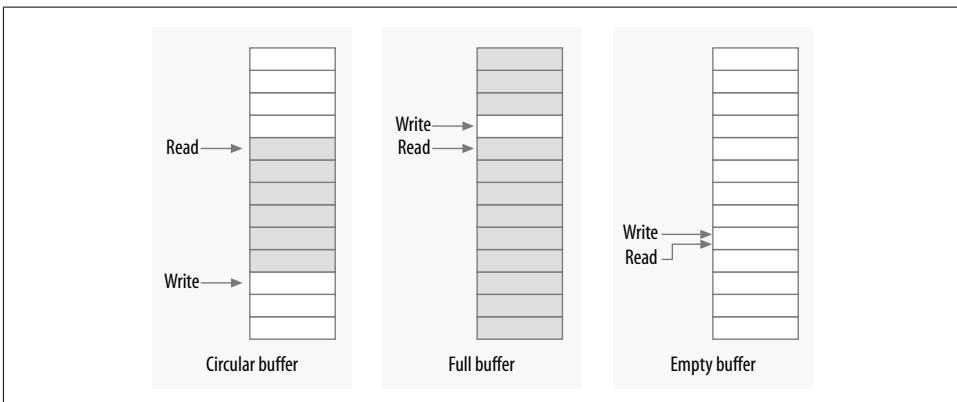 Read
Write
Circular buffer
Write
Read
Full buffer
Write
Read
Empty buffer